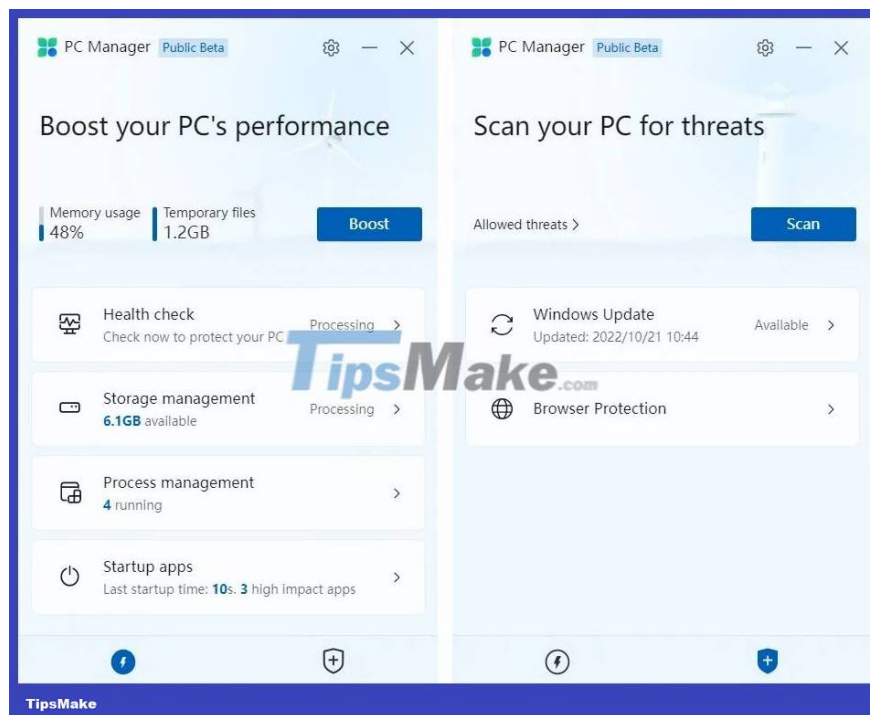 PC Manager Public Beta
Boost your PC's performance
Memory usage
48%
Temporary files
1.2GB
Boost
Health check
Check now to protect your PC
Processing
Storage management
6.1GB available
Processing
Process management
4 running
Startup apps
Last startup time: 10s. 3 high impact apps
PC Manager Public Beta
Scan your PC for threats
Allowed threats
Scan
Windows Update
Updated: 2022/10/21 10:44
Available
Browser Protection
TipsMake.com
TipsMake